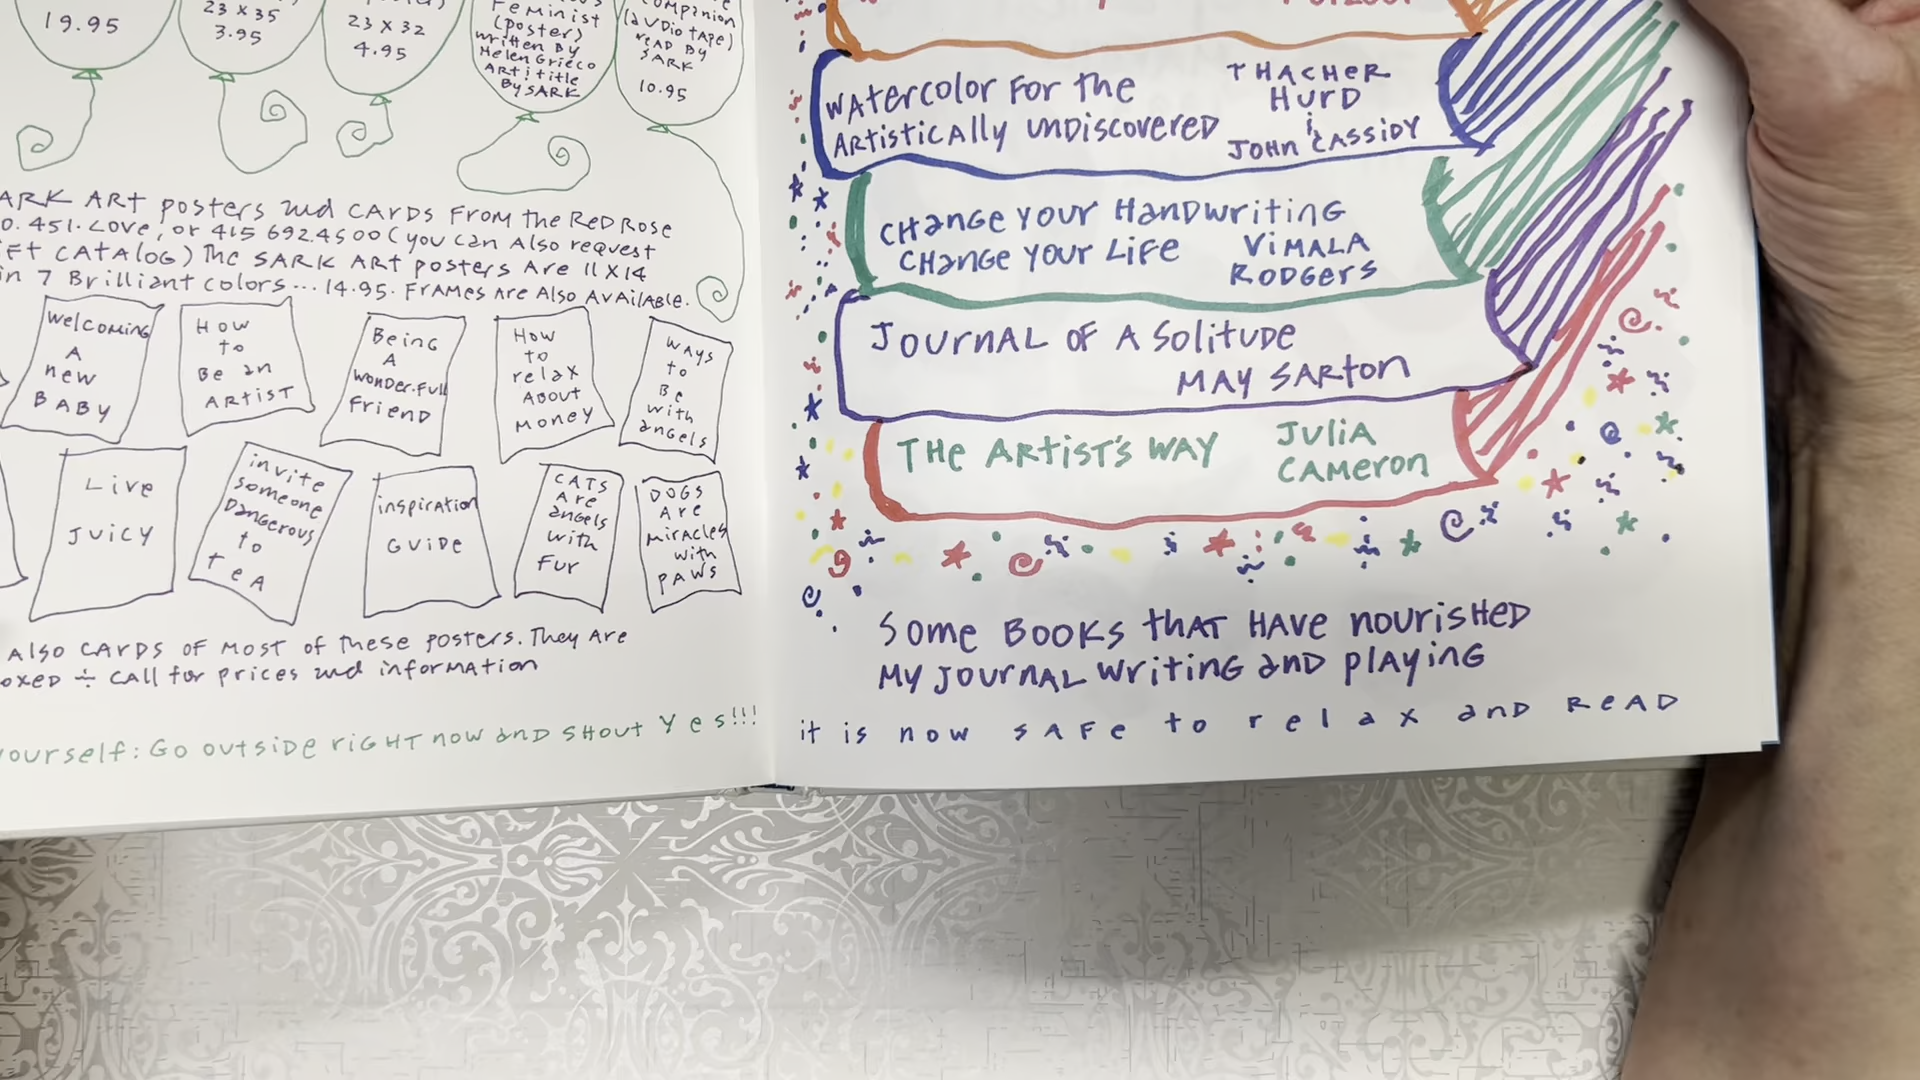 19.95
23 x 35
3.95
23 x 32
4.95
Feminist
(poster)
written by
Helen Grieco
Art i title
By SARK
ompanion
(audio tape)
read by
SARK
10.95
ARK ART posters and cards from the Red Rose
0.451.Love, or 415 692.4500 (you can also request
catalog) The SARK ART posters are 11 x 14
in 7 Brilliant colors... 14.95. Frames are also available.
Welcoming
A
new
BABY
How
to
Be an
ARTIST
Being
A
wonder.full
friend
How
to
relax
About
Money
ways
to
Be
with
angels
Live
Juicy
invite
someone
Dangerous
to
teA
inspiration
Guide
CATS
Are
angels
with
fur
DOGS
Are
miracles
with
paws
Also cards of most of these posters. They are
oxed ÷ call for prices and information
yourself: Go outside right now and shout yes!!!
Watercolor for the
Artistically undiscovered
Thacher
Hurd
i
John Cassidy
Change your Handwriting
Change your Life
Vimala
Rodgers
Journal of a Solitude
May Sarton
The Artist's Way
Julia
Cameron
Some Books that have nourished
my journal writing and playing
it is now safe to relax and read